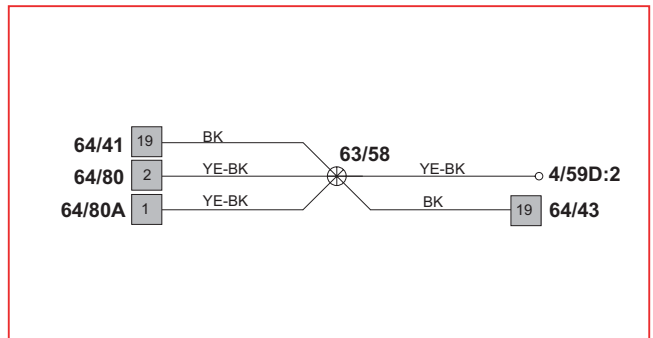 64/41 19 BK
63/58
64/80 2 YE-BK YE-BK 4/59D:2
64/80A 1 YE-BK BK 19 64/43